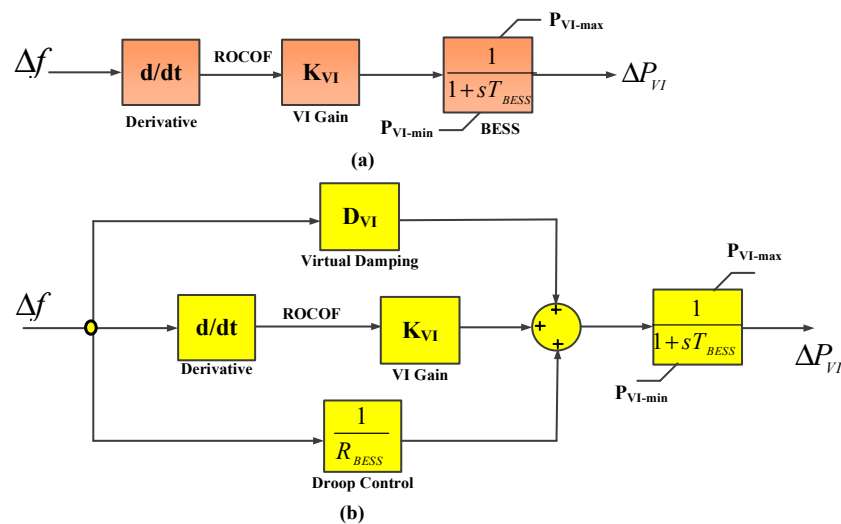 P_VI-max
Δf
d/dt
ROCOF
K_VI
1
1+sT_BESS
ΔP_VI
Derivative
VI Gain
P_VI-min
BESS
(a)
D_VI
Virtual Damping
P_VI-max
Δf
d/dt
ROCOF
K_VI
+
+
+
1
1+sT_BESS
ΔP_VI
Derivative
VI Gain
P_VI-min
1
R_BESS
Droop Control
(b)